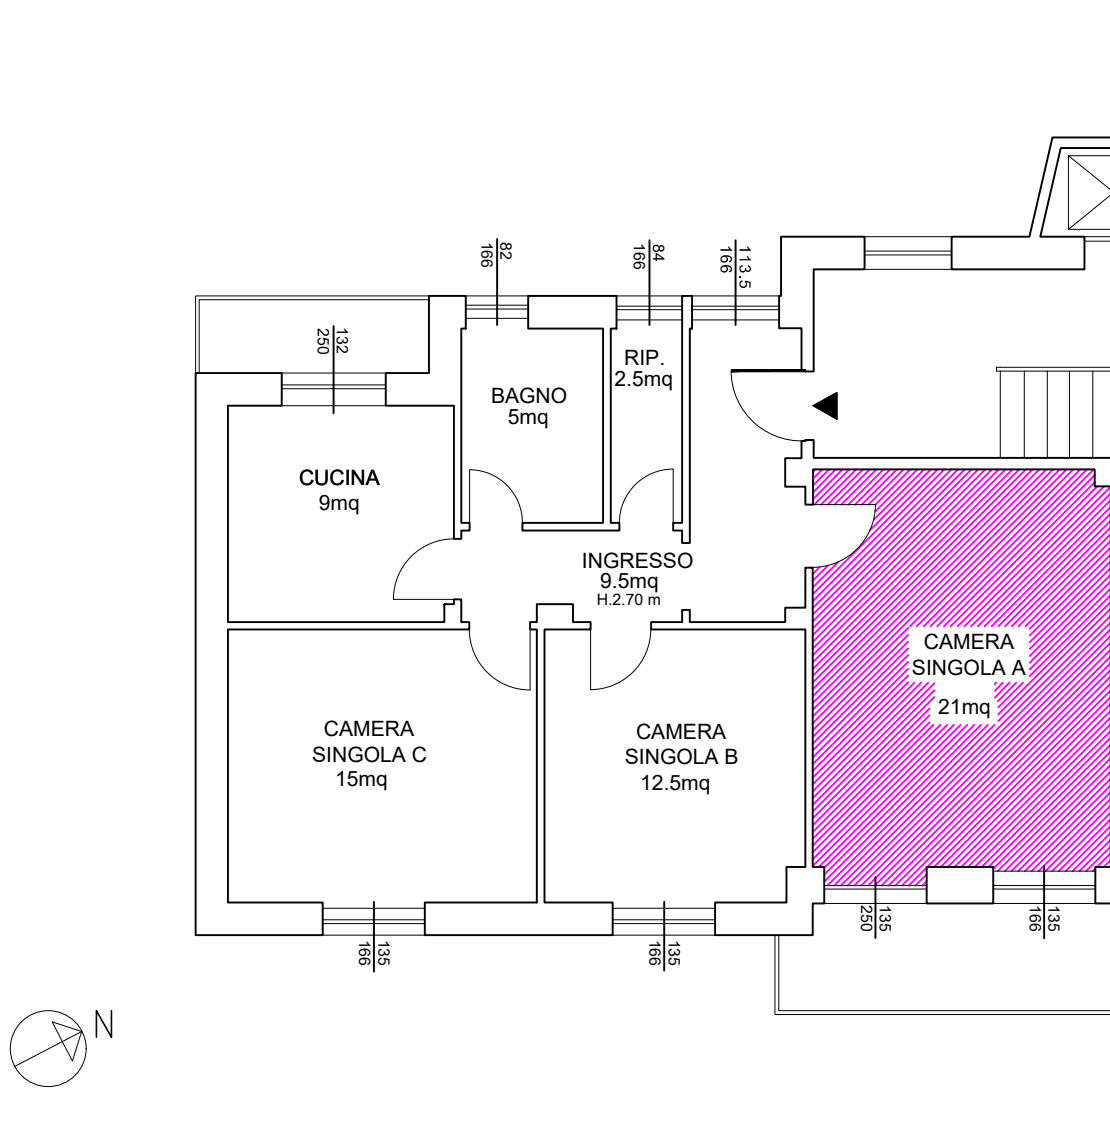 82
166
84
166
113.5
166
132
250
RIP.
2.5mq
BAGNO
5mq
CUCINA
9mq
INGRESSO
9.5mq
H.2.70 m
CAMERA
SINGOLA A
21mq
CAMERA
SINGOLA C
15mq
CAMERA
SINGOLA B
12.5mq
135
250
135
166
135
166
135
166
N